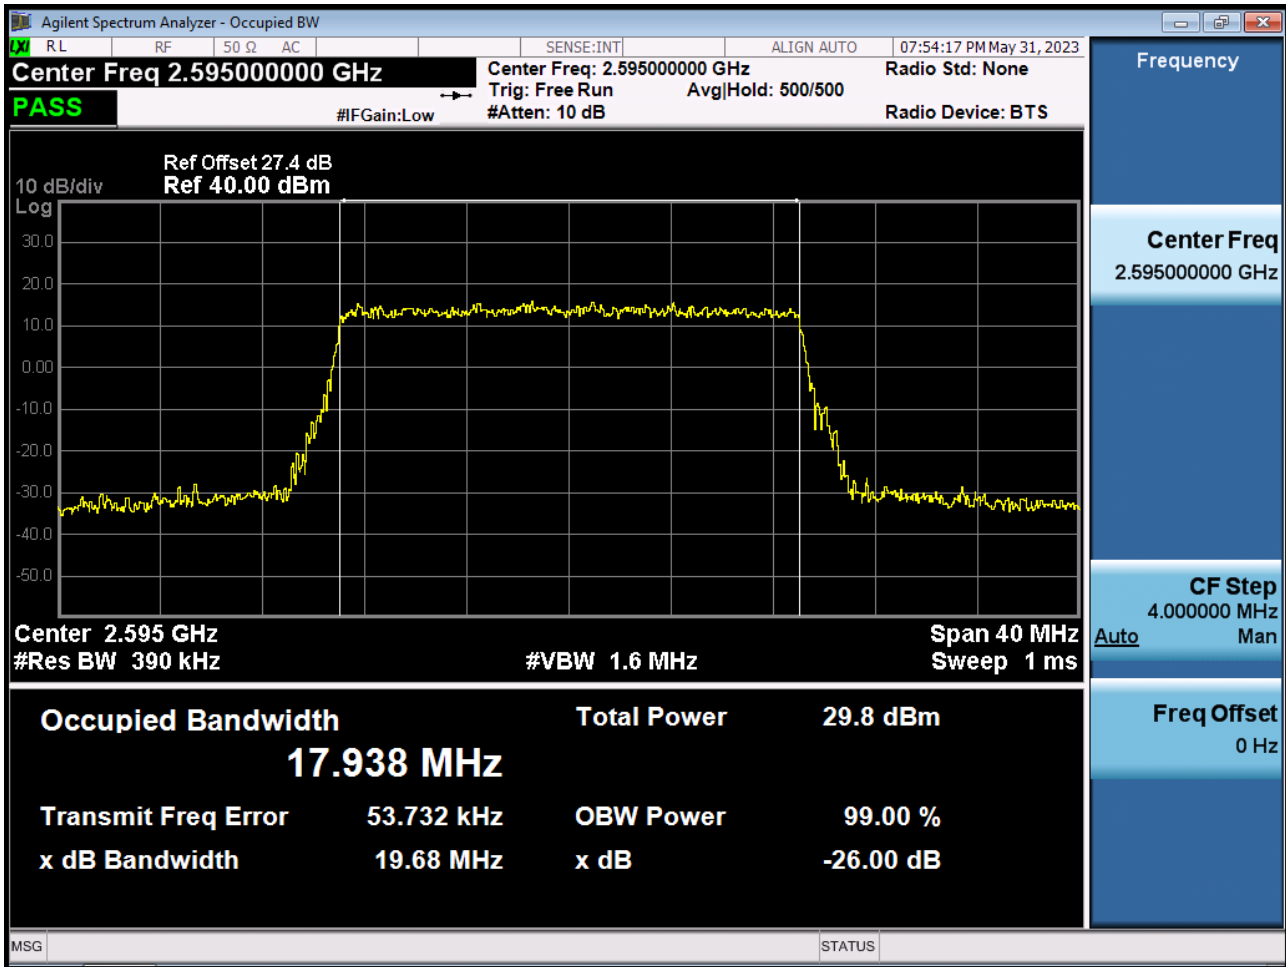 Agilent Spectrum Analyzer - Occupied BW
LXI RL RF 50 Ω AC SENSE:INT ALIGN AUTO 07:54:17 PM May 31, 2023
Center Freq 2.595000000 GHz
PASS
#IFGain:Low
Center Freq: 2.595000000 GHz
Trig: Free Run Avg|Hold: 500/500
#Atten: 10 dB
Radio Std: None
Radio Device: BTS
Ref Offset 27.4 dB
10 dB/div Ref 40.00 dBm
Log
30.0
20.0
10.0
0.00
-10.0
-20.0
-30.0
-40.0
-50.0
Center 2.595 GHz Span 40 MHz
#Res BW 390 kHz #VBW 1.6 MHz Sweep 1 ms
Occupied Bandwidth Total Power 29.8 dBm
17.938 MHz
Transmit Freq Error 53.732 kHz OBW Power 99.00 %
x dB Bandwidth 19.68 MHz x dB -26.00 dB
Frequency
Center Freq
2.595000000 GHz
CF Step
4.000000 MHz
Auto Man
Freq Offset
0 Hz
MSG STATUS